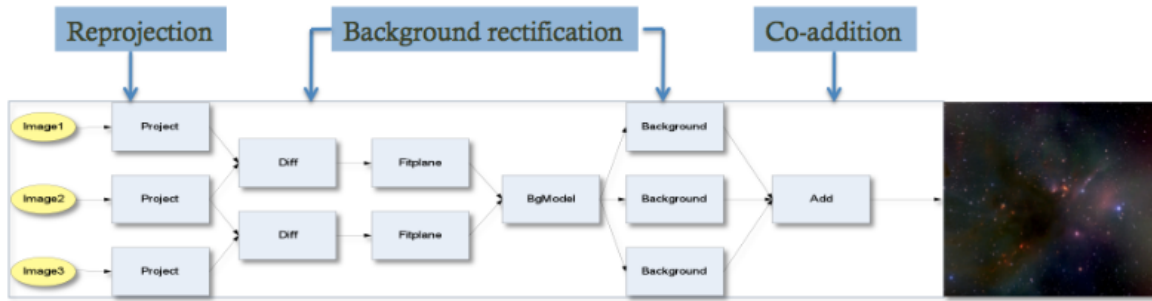 Reprojection
Background rectification
Co-addition
Image1
Project
Background
Diff
Fitplane
Image2
Project
BgModel
Background
Add
Diff
Fitplane
Image3
Project
Background